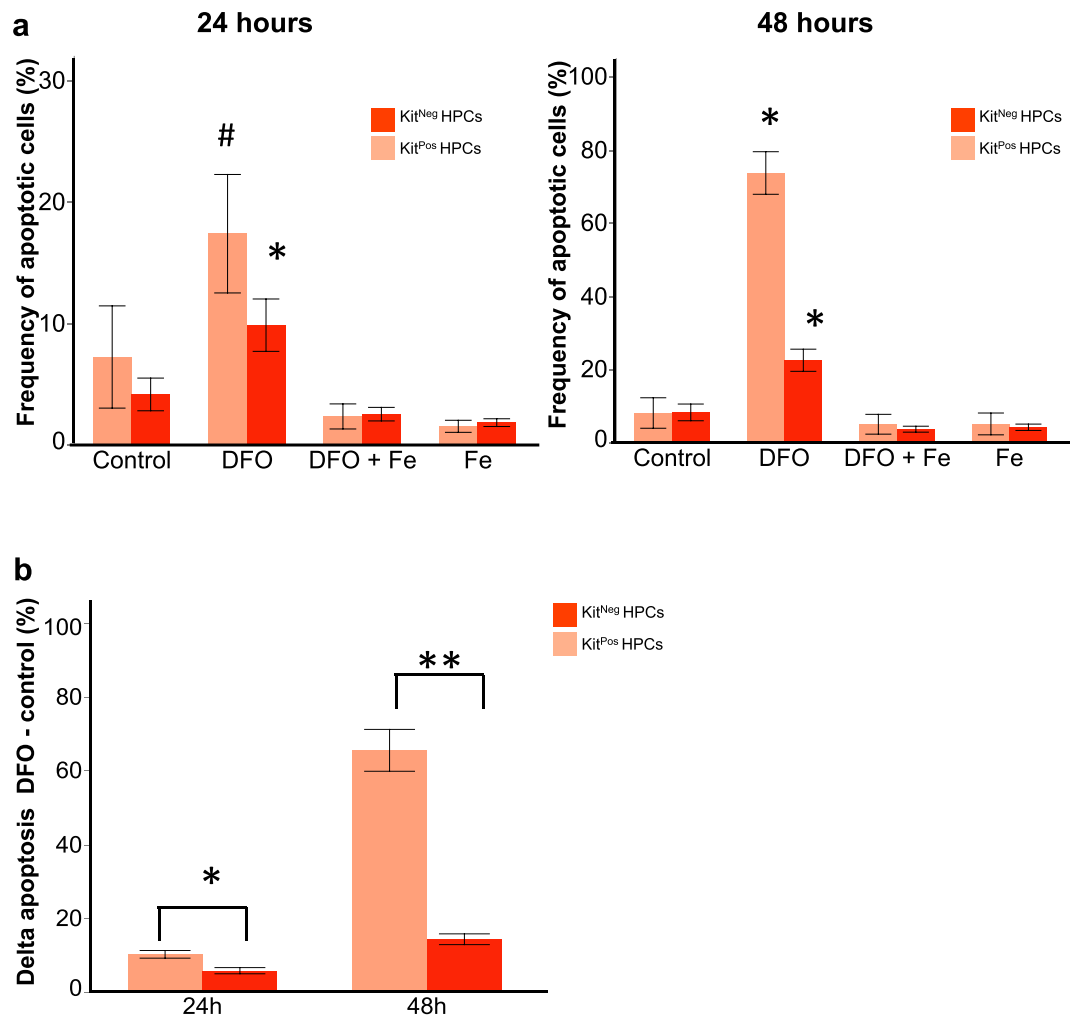 a
24 hours
48 hours
Frequency of apoptotic cells (%)
30
20
10
0
#
*
Kit^Neg HPCs
Kit^Pos HPCs
Control DFO DFO + Fe Fe
Frequency of apoptotic cells (%)
100
80
60
40
20
0
*
*
Kit^Neg HPCs
Kit^Pos HPCs
Control DFO DFO + Fe Fe
b
Delta apoptosis DFO - control (%)
100
80
60
40
20
0
*
**
Kit^Neg HPCs
Kit^Pos HPCs
24h 48h